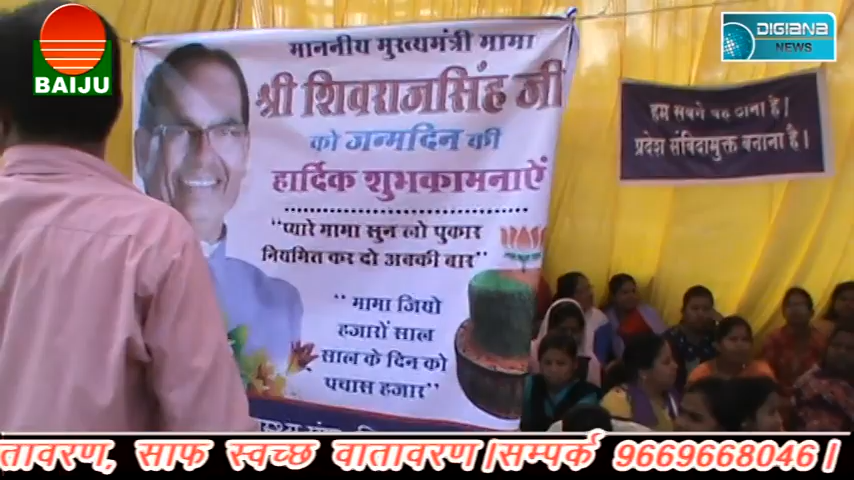 BAIJU
DIGIANA
NEWS
माननीय मुख्यमंत्री मामा
श्री शिवराजसिंह जी
को जन्मदिन की
हार्दिक शुभकामनाऐं
"प्यारे मामा सुन लो पुकार
नियमित कर दो अबकी बार"
"मामा जियो
हजारों साल
साल के दिन को
पचास हजार"
हम सबने यह ठाना है।
प्रदेश संविदामुक्त बनाना है।
तावरण, साफ स्वच्छ वातावरण।सम्पर्क 9669668046।